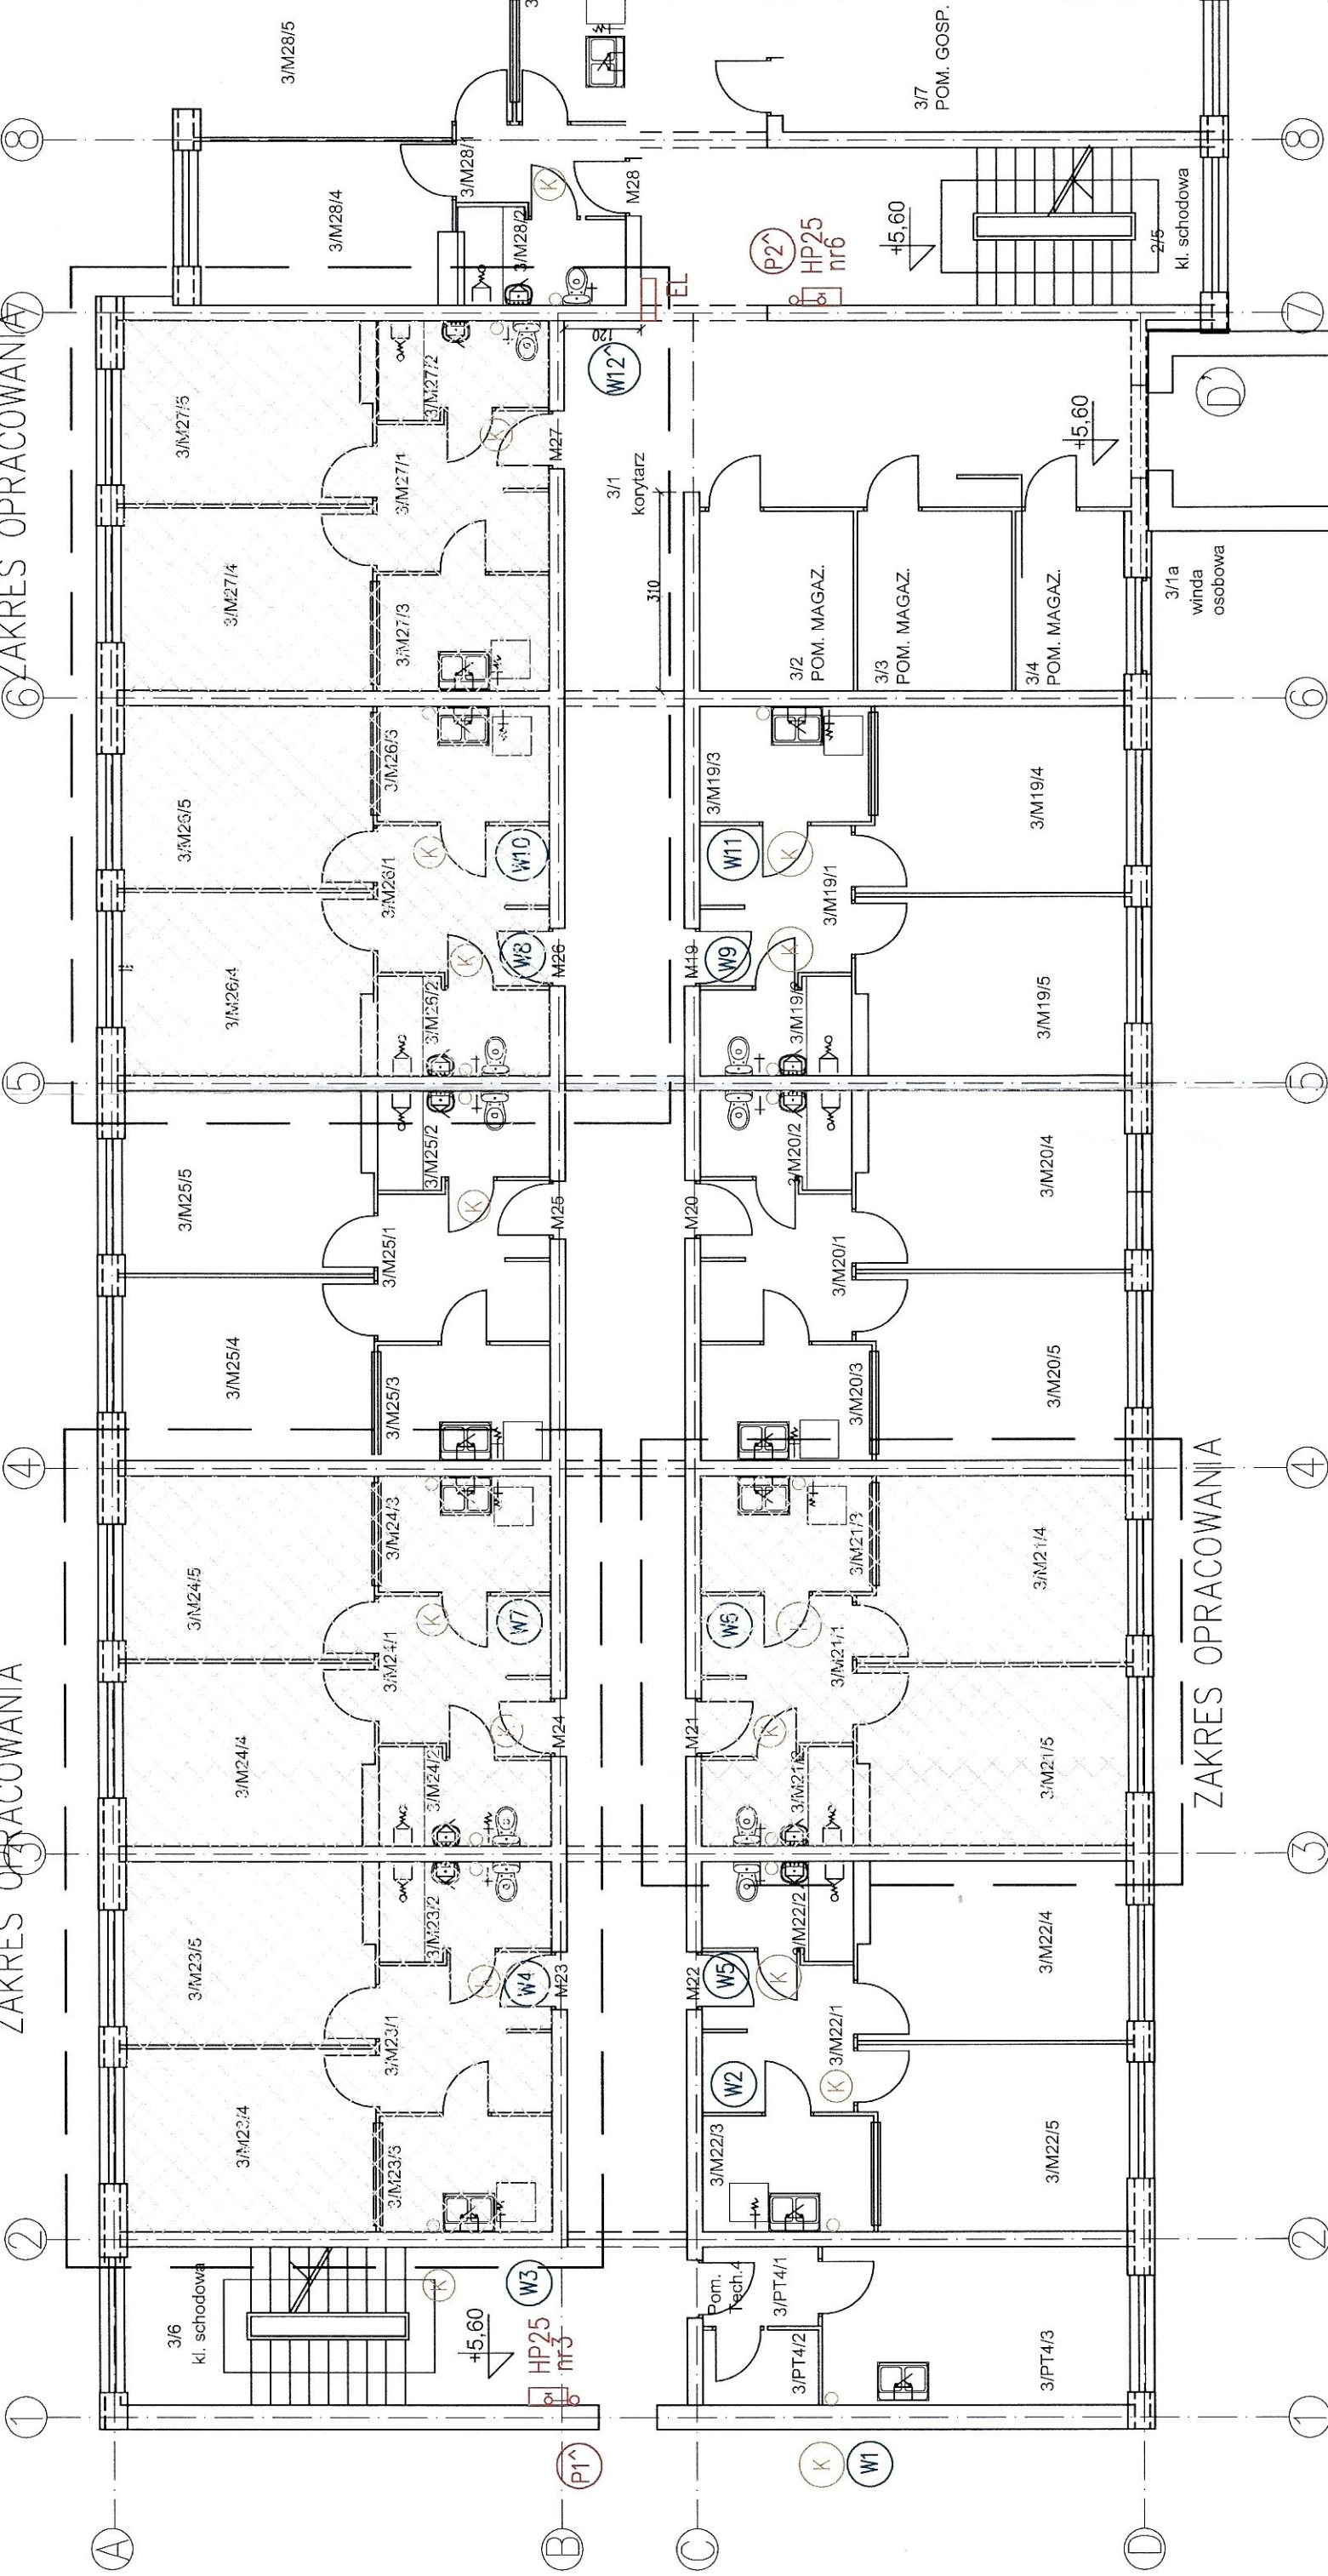 ZAKRES OPRACOWANIA
ZAKRES OPRACOWANIA
ZAKRES OPRACOWANIA
1
2
3
4
5
6
7
8
A
B
C
D
D'
1
2
3
4
5
6
7
8
3/6
kl. schodowa
+5,60
HP25
nr3
P1^
W3
K
3/M23/4
3/M23/5
3/M23/3
3/M23/1
3/M23/2
M23
W4
K
3/M24/4
3/M24/5
3/M24/2
3/M24/1
3/M24/3
M24
W7
K
K
3/M25/4
3/M25/5
3/M25/3
3/M25/1
3/M25/2
M25
K
3/M26/4
3/M26/5
3/M26/2
3/M26/1
3/M26/3
M26
W8
W10
K
K
3/M27/4
3/M27/5
3/M27/3
3/M27/1
3/M27/2
M27
K
W12^
120
EL
3/M28/4
3/M28/5
3/M28/1
3/M28/2
M28
K
3/1
korytarz
310
P2^
HP25
nr6
+5,60
2/5
kl. schodowa
3/7
POM. GOSP.
K
W1
Pom.
Tech.4
3/PT4/1
3/PT4/2
3/PT4/3
3/M22/3
3/M22/1
3/M22/2
3/M22/5
3/M22/4
M22
W2
W5
K
K
3/M21/2
3/M21/1
3/M21/3
3/M21/5
3/M21/4
M21
W6
K
K
3/M20/3
3/M20/1
3/M20/2
3/M20/5
3/M20/4
M20
3/M19/2
3/M19/1
3/M19/3
3/M19/5
3/M19/4
M19
W9
W11
K
K
3/2
POM. MAGAZ.
3/3
POM. MAGAZ.
3/4
POM. MAGAZ.
+5,60
3/1a
winda
osobowa